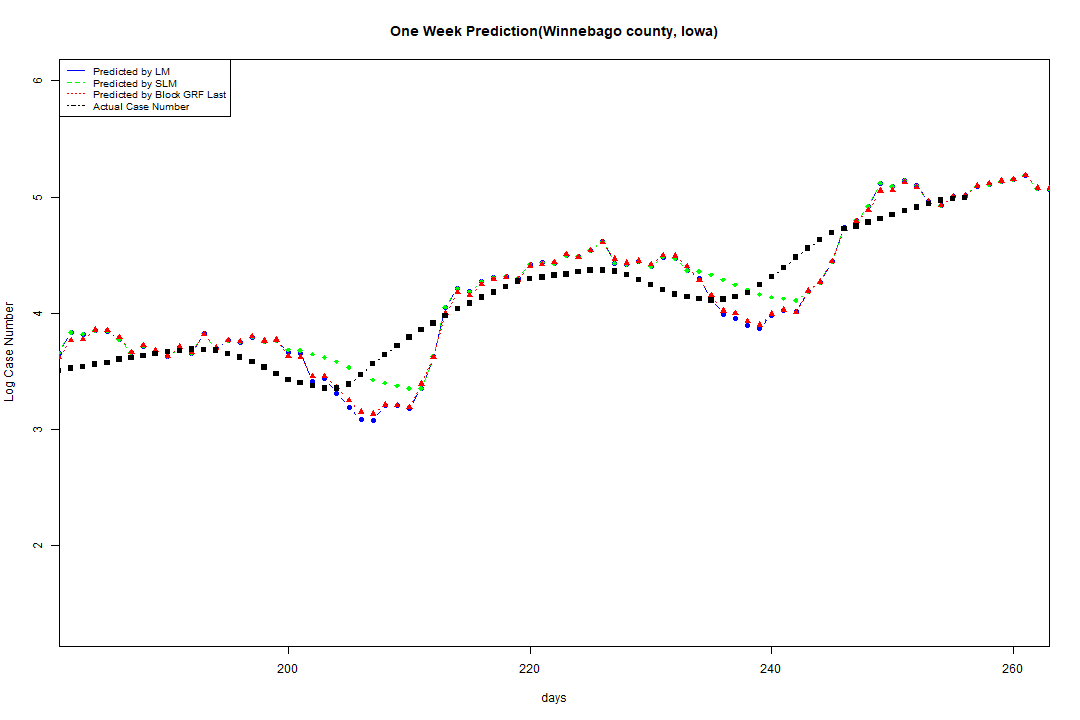 One Week Prediction(Winnebago county, Iowa)
Predicted by LM
Predicted by SLM
Predicted by Block GRF Last
Actual Case Number
Log Case Number
6
5
4
3
2
200
220
240
260
days